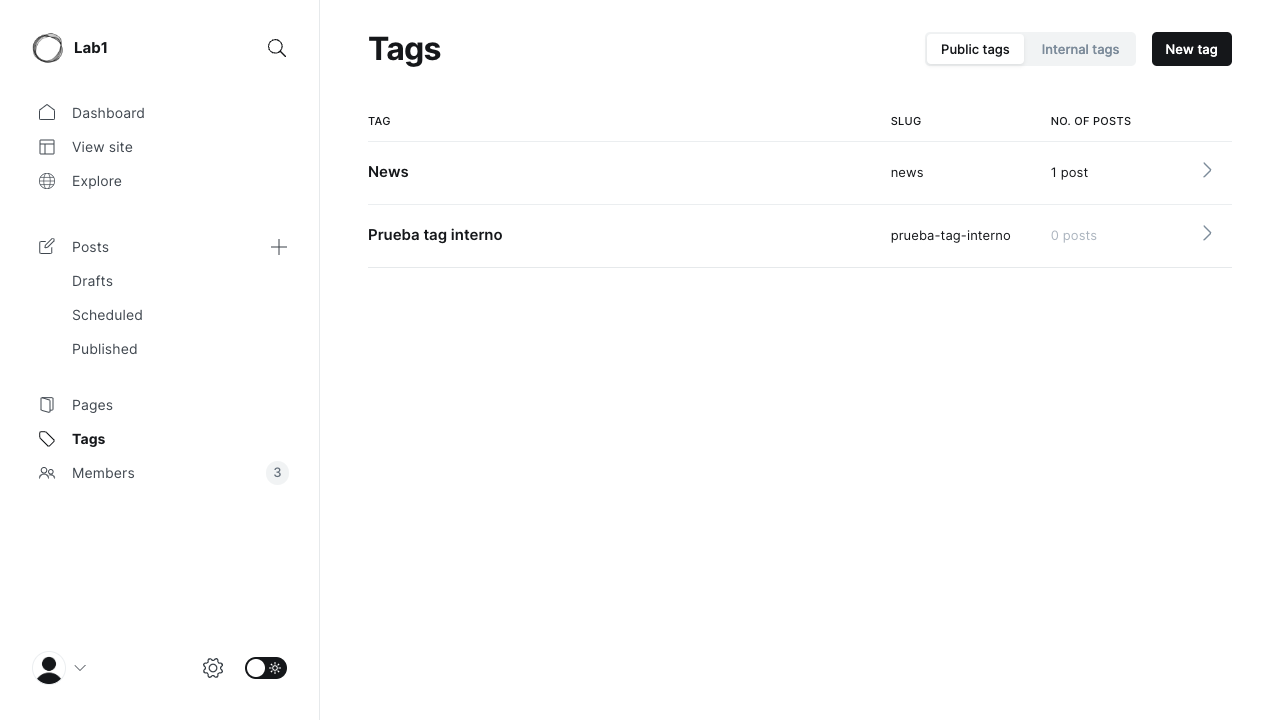 Lab1
Dashboard
View site
Explore
Posts
Drafts
Scheduled
Published
Pages
Tags
Members 3
Tags
Public tags Internal tags New tag
TAG SLUG NO. OF POSTS
News news 1 post
Prueba tag interno prueba-tag-interno 0 posts